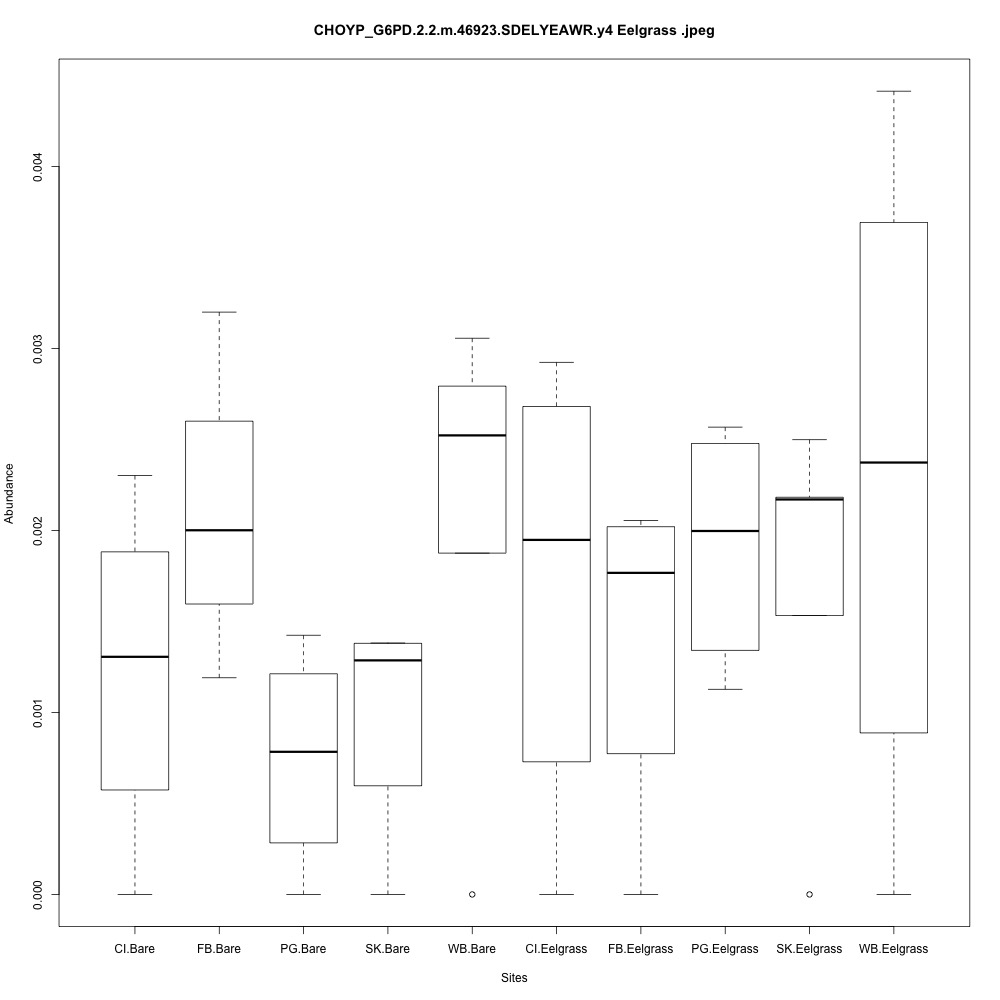 CHOYP_G6PD.2.2.m.46923.SDELYEAWR.y4 Eelgrass .jpeg
Abundance
0.004
0.003
0.002
0.001
0.000
CI.Bare FB.Bare PG.Bare SK.Bare WB.Bare CI.Eelgrass FB.Eelgrass PG.Eelgrass SK.Eelgrass WB.Eelgrass
Sites